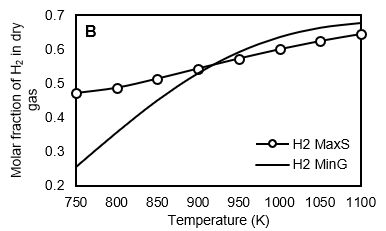 0.7
B
0.6
0.5
0.4
0.3
0.2
Molar fraction of H₂ in dry
gas
H2 MaxS
H2 MinG
750 800 850 900 950 1000 1050 1100
Temperature (K)